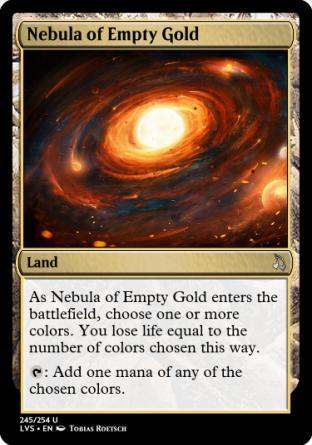 Nebula of Empty Gold
Land
As Nebula of Empty Gold enters the
battlefield, choose one or more
colors. You lose life equal to the
number of colors chosen this way.
: Add one mana of any of the
chosen colors.
245/254 U
LVS • EN Tobias Roetsch